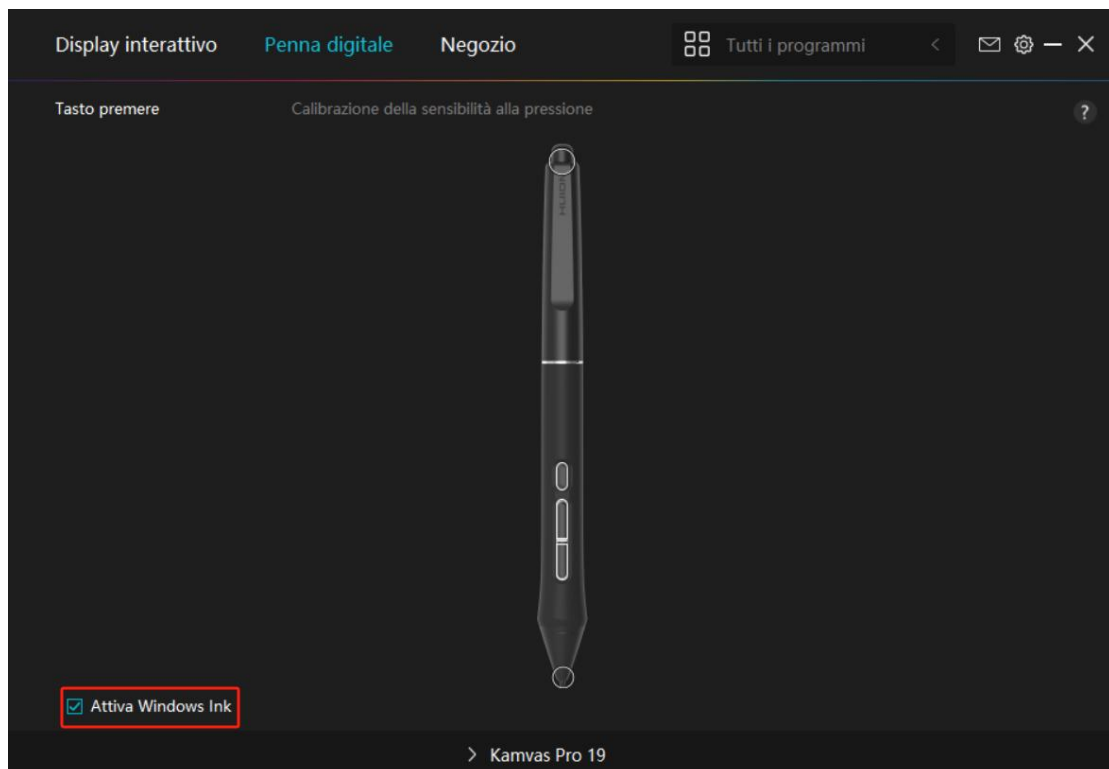 Display interattivo Penna digitale Negozio Tutti i programmi
Tasto premere Calibrazione della sensibilità alla pressione ?
HUION
Attiva Windows Ink
Kamvas Pro 19